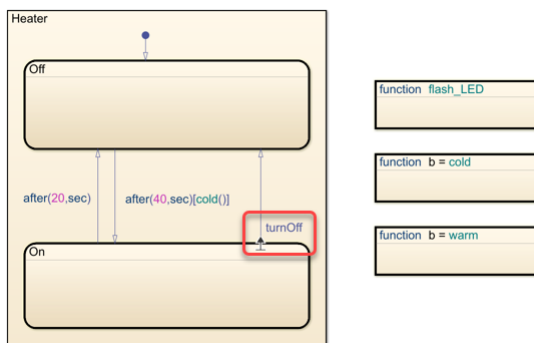 Heater
Off
after(20,sec)
after(40,sec)[cold()]
turnOff
On
function flash_LED
function b = cold
function b = warm